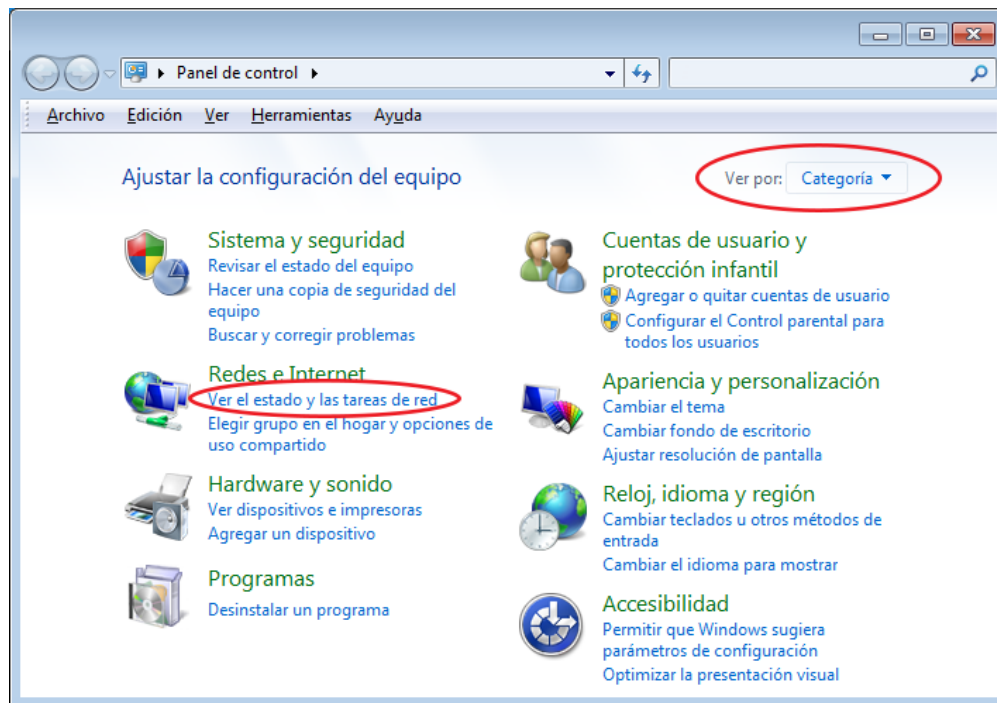 Panel de control
Archivo Edición Ver Herramientas Ayuda
Ajustar la configuración del equipo
Ver por: Categoría
Sistema y seguridad
Revisar el estado del equipo
Hacer una copia de seguridad del
equipo
Buscar y corregir problemas
Redes e Internet
Ver el estado y las tareas de red
Elegir grupo en el hogar y opciones de
uso compartido
Hardware y sonido
Ver dispositivos e impresoras
Agregar un dispositivo
Programas
Desinstalar un programa
Cuentas de usuario y
protección infantil
Agregar o quitar cuentas de usuario
Configurar el Control parental para
todos los usuarios
Apariencia y personalización
Cambiar el tema
Cambiar fondo de escritorio
Ajustar resolución de pantalla
Reloj, idioma y región
Cambiar teclados u otros métodos de
entrada
Cambiar el idioma para mostrar
Accesibilidad
Permitir que Windows sugiera
parámetros de configuración
Optimizar la presentación visual